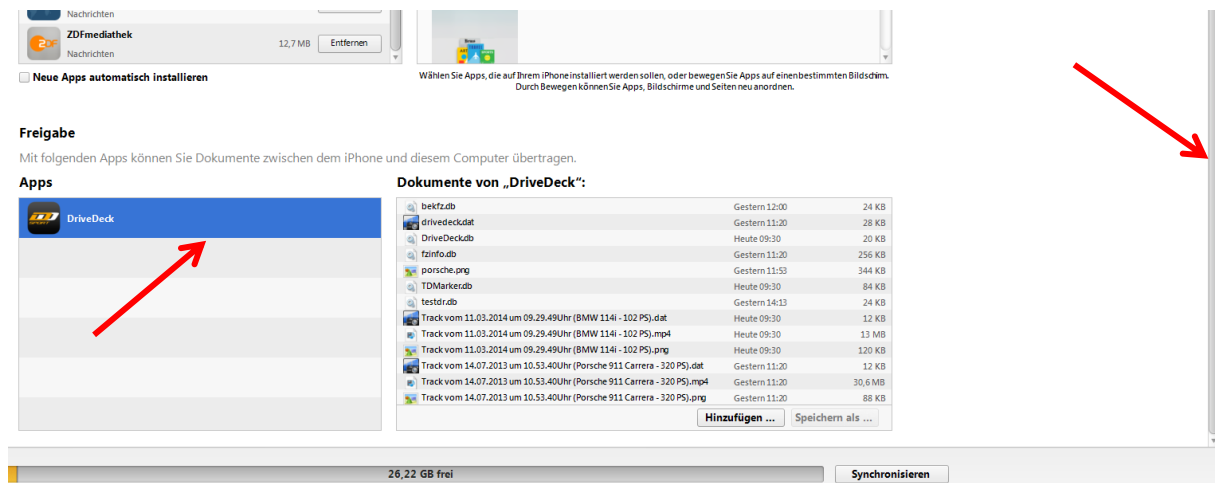 Nachrichten
ZDFmediathek
Nachrichten
12,7 MB
Entfernen
Neue Apps automatisch installieren
Wählen Sie Apps, die auf Ihrem iPhone installiert werden sollen, oder bewegen Sie Apps auf einen bestimmten Bildschim.
Durch Bewegen können Sie Apps, Bildschirme und Seiten neu anordnen.
Freigabe
Mit folgenden Apps können Sie Dokumente zwischen dem iPhone und diesem Computer übertragen.
Apps
DriveDeck
Dokumente von „DriveDeck“:
bekfz.db Gestern 12:00 24 KB
drivedeck.dat Gestern 11:20 28 KB
DriveDeck.db Heute 09:30 20 KB
fzinfo.db Gestern 11:20 256 KB
porsche.png Gestern 11:53 344 KB
TDMarker.db Heute 09:30 84 KB
testdr.db Gestern 14:13 24 KB
Track vom 11.03.2014 um 09.29.49Uhr (BMW 114i - 102 PS).dat Heute 09:30 12 KB
Track vom 11.03.2014 um 09.29.49Uhr (BMW 114i - 102 PS).mp4 Heute 09:30 13 MB
Track vom 11.03.2014 um 09.29.49Uhr (BMW 114i - 102 PS).png Heute 09:30 120 KB
Track vom 14.07.2013 um 10.53.40Uhr (Porsche 911 Carrera - 320 PS).dat Gestern 11:20 12 KB
Track vom 14.07.2013 um 10.53.40Uhr (Porsche 911 Carrera - 320 PS).mp4 Gestern 11:20 30,6 MB
Track vom 14.07.2013 um 10.53.40Uhr (Porsche 911 Carrera - 320 PS).png Gestern 11:20 88 KB
Hinzufügen ... Speichern als ...
26,22 GB frei
Synchronisieren